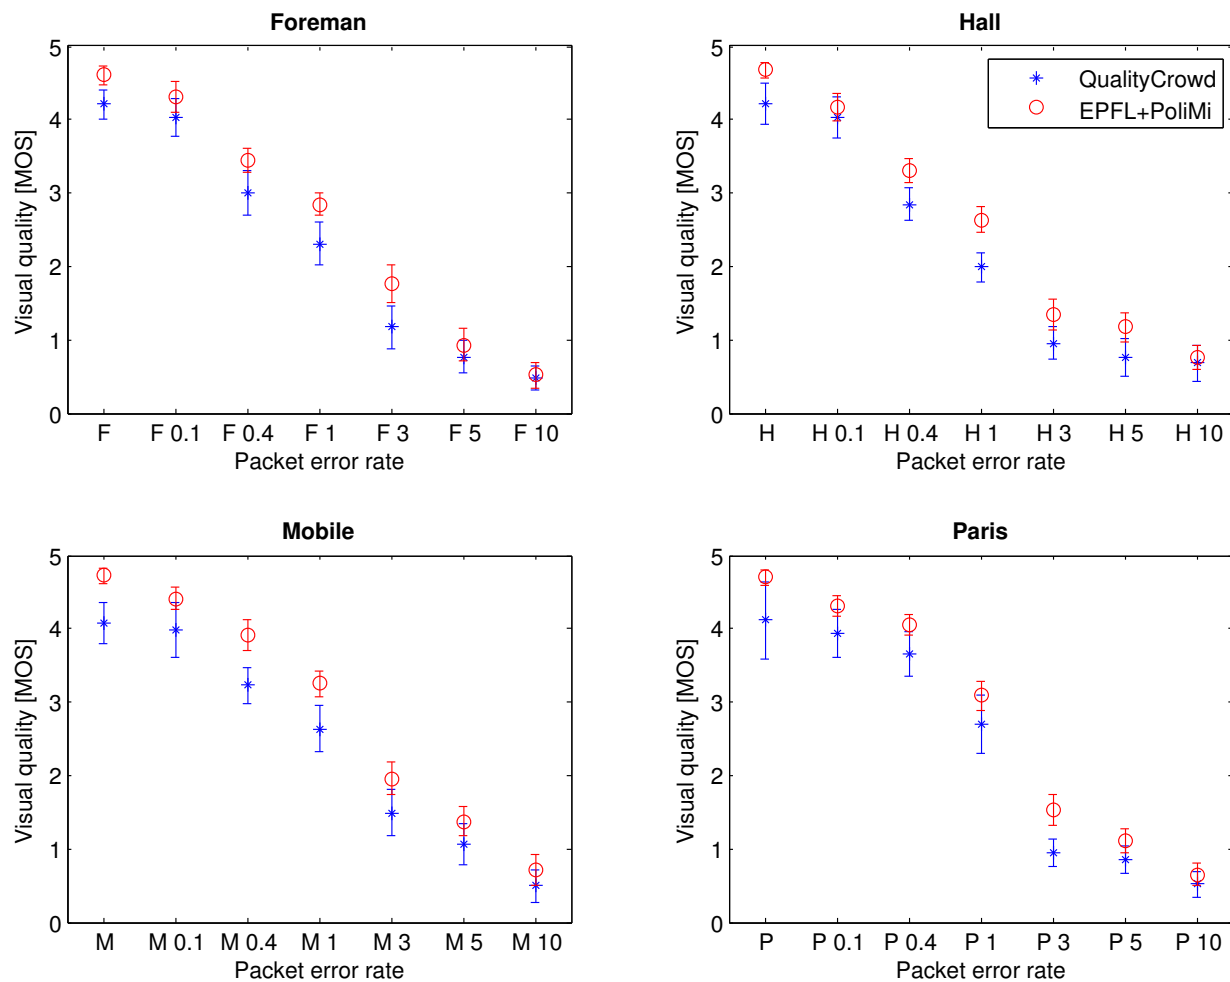 Foreman
5
4
3
2
1
0
Visual quality [MOS]
F F 0.1 F 0.4 F 1 F 3 F 5 F 10
Packet error rate
Hall
QualityCrowd
EPFL+PoliMi
5
4
3
2
1
0
Visual quality [MOS]
H H 0.1 H 0.4 H 1 H 3 H 5 H 10
Packet error rate
Mobile
5
4
3
2
1
0
Visual quality [MOS]
M M 0.1 M 0.4 M 1 M 3 M 5 M 10
Packet error rate
Paris
5
4
3
2
1
0
Visual quality [MOS]
P P 0.1 P 0.4 P 1 P 3 P 5 P 10
Packet error rate